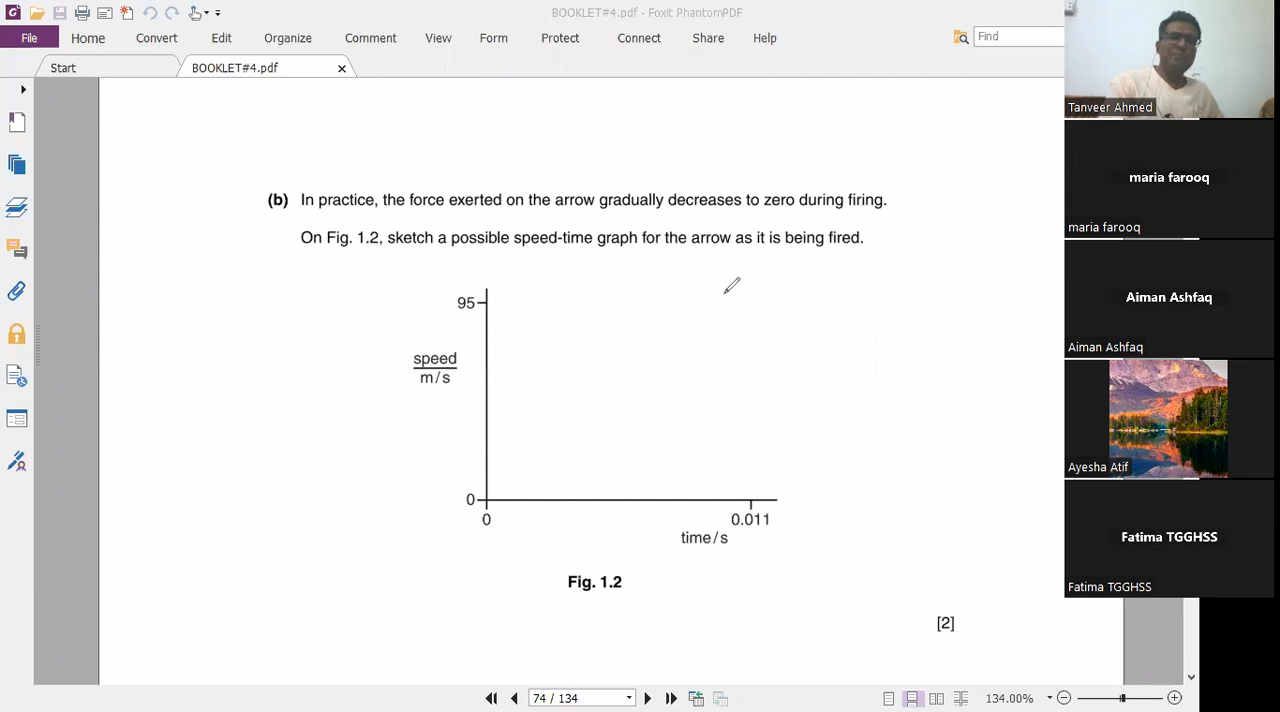 BOOKLET#4.pdf - Foxit PhantomPDF
File Home Convert Edit Organize Comment View Form Protect Connect Share Help Find
Start BOOKLET#4.pdf
(b) In practice, the force exerted on the arrow gradually decreases to zero during firing.
On Fig. 1.2, sketch a possible speed-time graph for the arrow as it is being fired.
95
speed
m/s
0
0 0.011
time/s
Fig. 1.2
[2]
74 / 134 134.00%
Tanveer Ahmed
maria farooq
maria farooq
Aiman Ashfaq
Aiman Ashfaq
Ayesha Atif
Fatima TGGHSS
Fatima TGGHSS